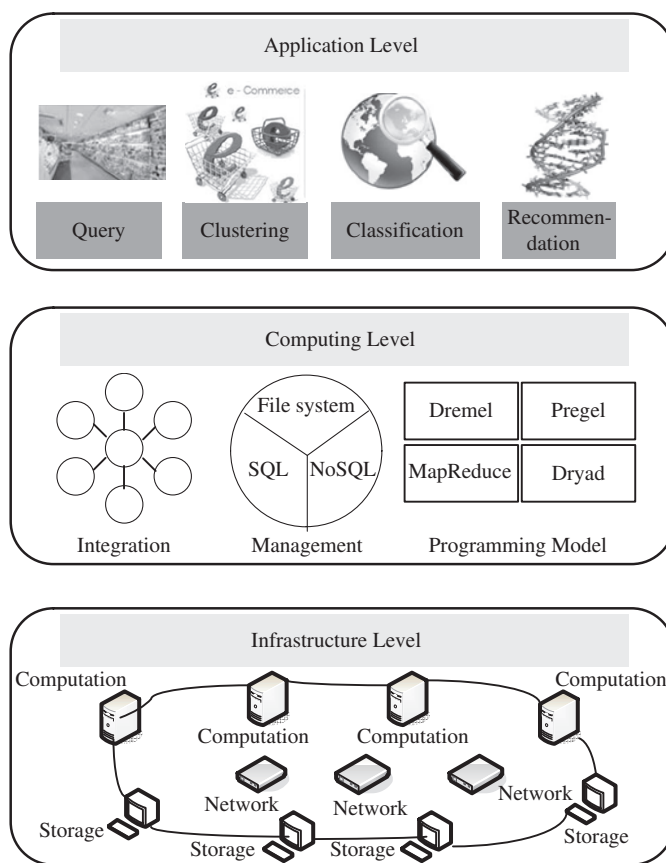 Application Level
e - Commerce
Query
Clustering
Classification
Recommen-
dation
Computing Level
File system
SQL
NoSQL
Dremel
Pregel
MapReduce
Dryad
Integration
Management
Programming Model
Infrastructure Level
Computation
Computation
Computation
Computation
Network
Network
Network
Storage
Storage
Storage
Storage